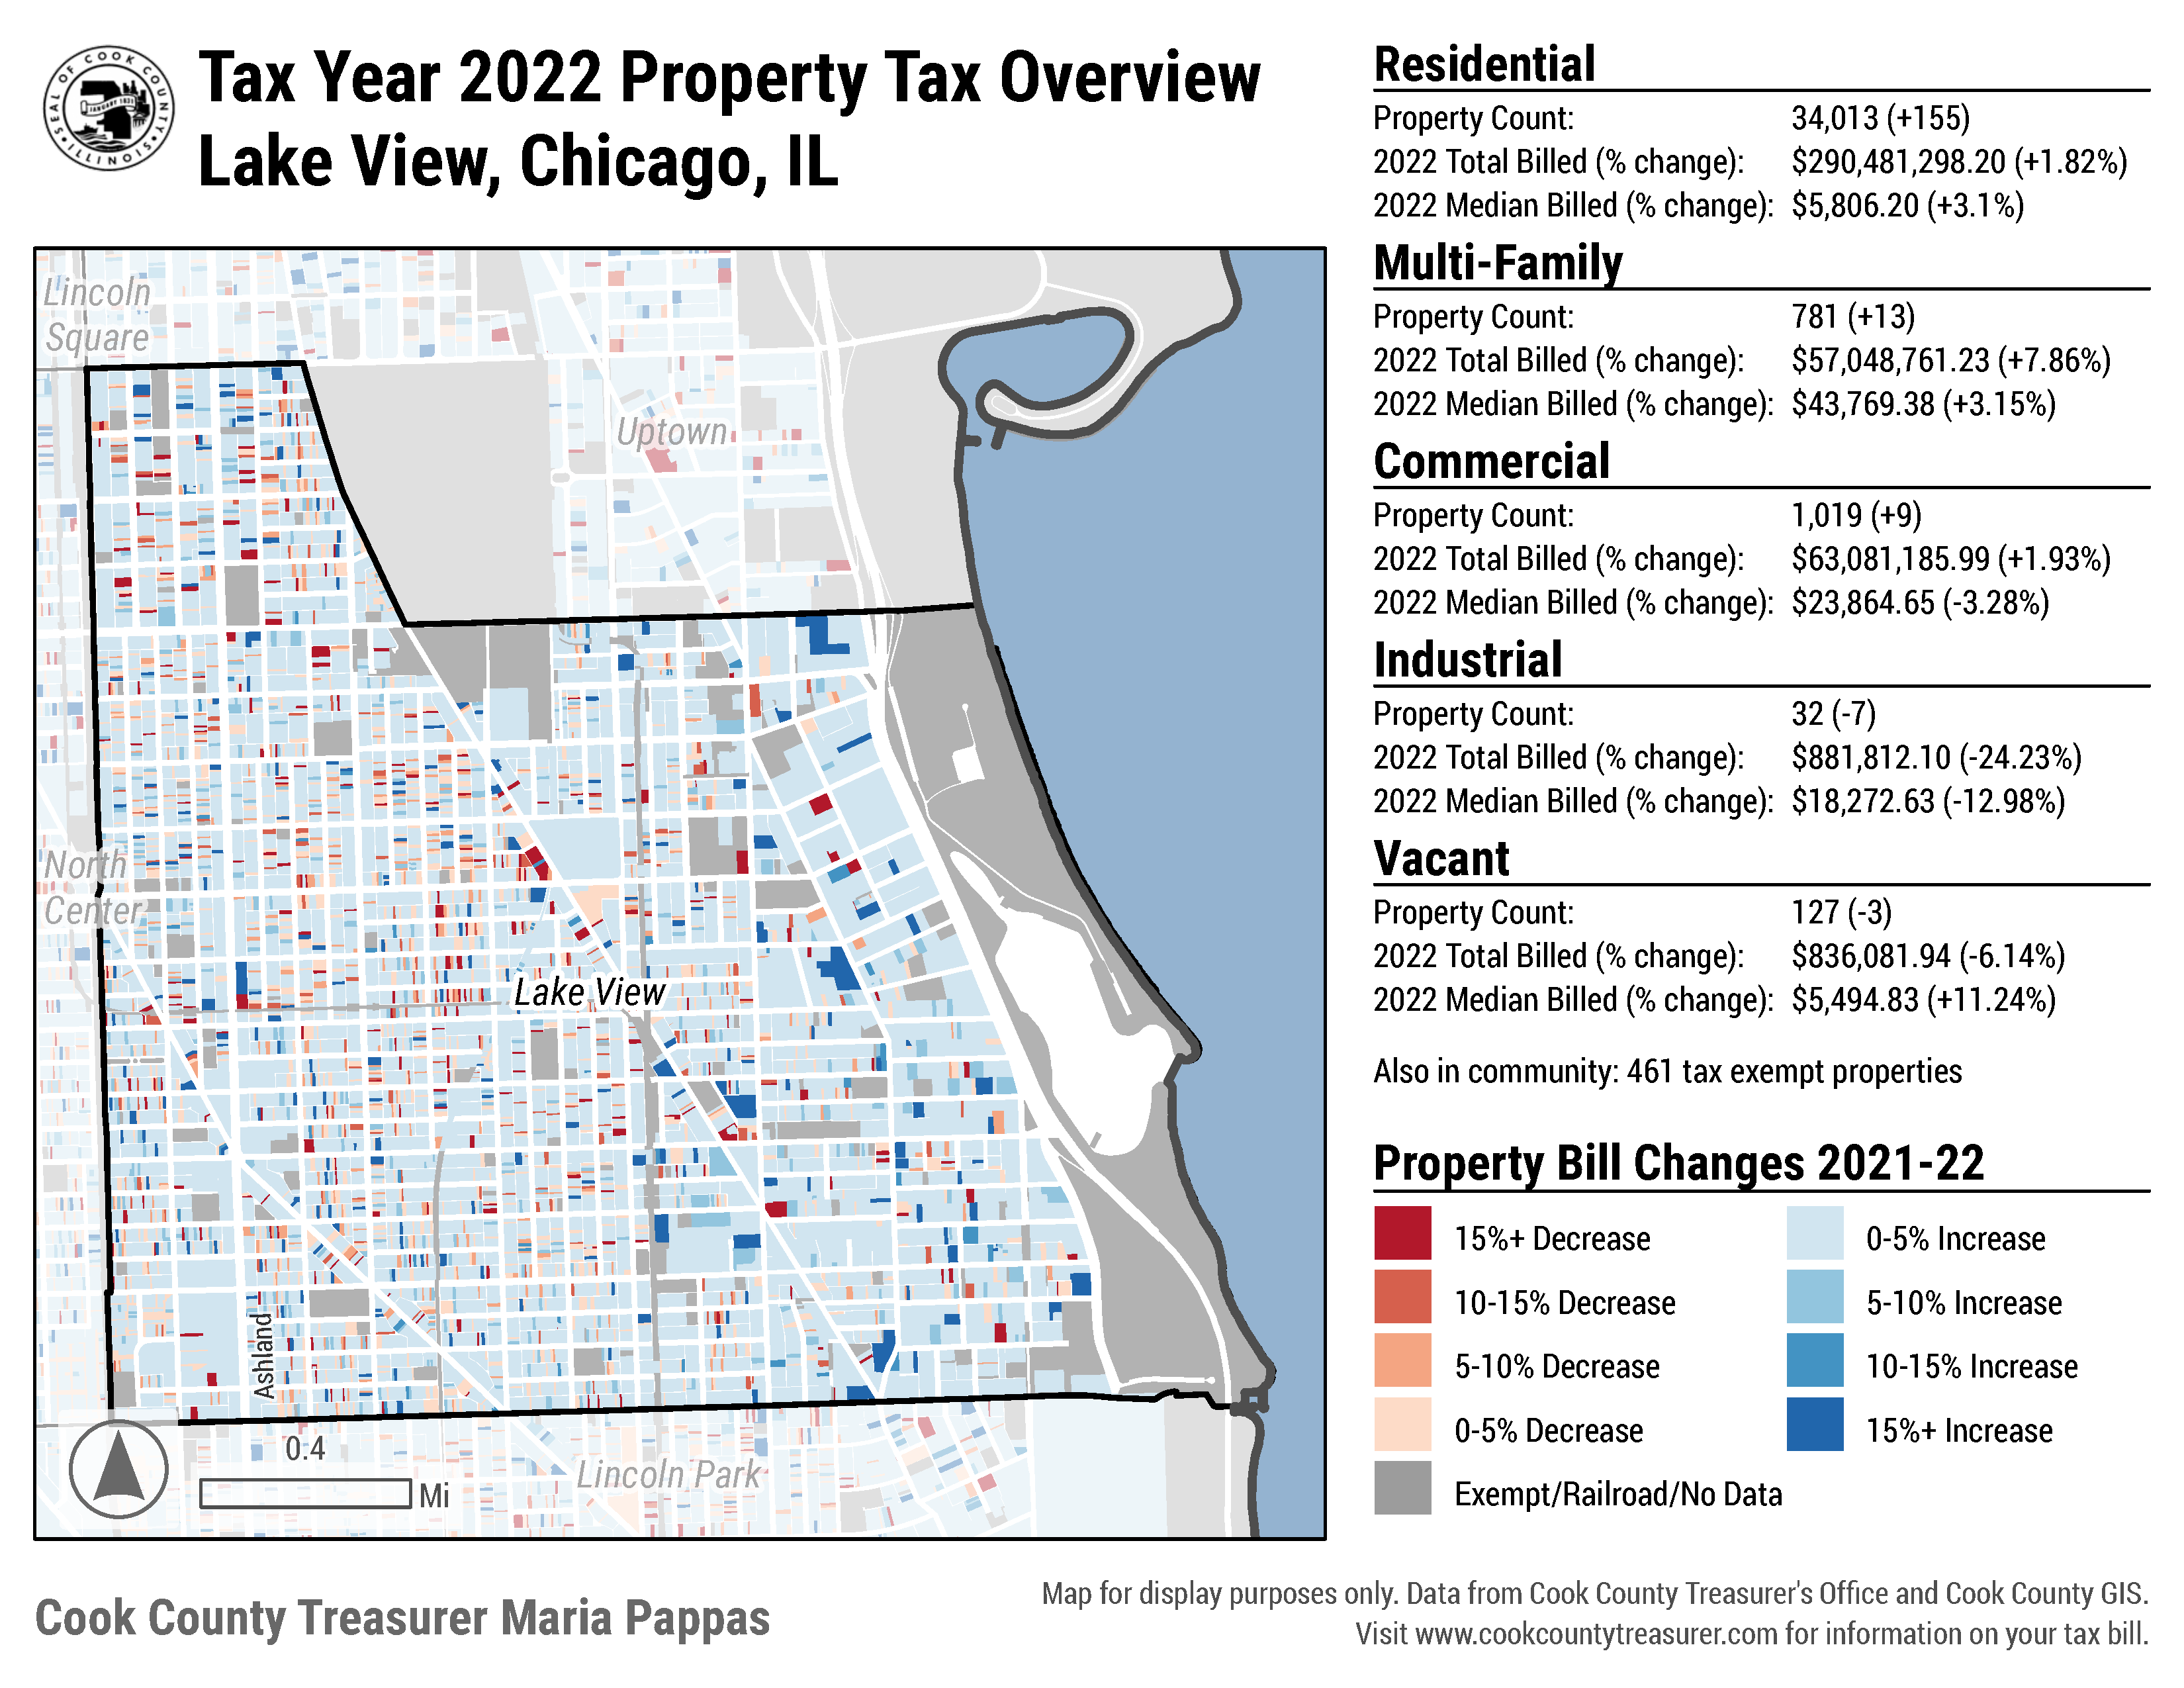 SEAL OF COOK COUNTY
JANUARY 1831
ILLINOIS
Tax Year 2022 Property Tax Overview
Lake View, Chicago, IL
Lincoln
Square
Uptown
North
Center
Lake View
Ashland
Lincoln Park
0.4
Mi
Residential
Property Count: 34,013 (+155)
2022 Total Billed (% change): $290,481,298.20 (+1.82%)
2022 Median Billed (% change): $5,806.20 (+3.1%)
Multi-Family
Property Count: 781 (+13)
2022 Total Billed (% change): $57,048,761.23 (+7.86%)
2022 Median Billed (% change): $43,769.38 (+3.15%)
Commercial
Property Count: 1,019 (+9)
2022 Total Billed (% change): $63,081,185.99 (+1.93%)
2022 Median Billed (% change): $23,864.65 (-3.28%)
Industrial
Property Count: 32 (-7)
2022 Total Billed (% change): $881,812.10 (-24.23%)
2022 Median Billed (% change): $18,272.63 (-12.98%)
Vacant
Property Count: 127 (-3)
2022 Total Billed (% change): $836,081.94 (-6.14%)
2022 Median Billed (% change): $5,494.83 (+11.24%)
Also in community: 461 tax exempt properties
Property Bill Changes 2021-22
15%+ Decrease
10-15% Decrease
5-10% Decrease
0-5% Decrease
Exempt/Railroad/No Data
0-5% Increase
5-10% Increase
10-15% Increase
15%+ Increase
Cook County Treasurer Maria Pappas
Map for display purposes only. Data from Cook County Treasurer's Office and Cook County GIS.
Visit www.cookcountytreasurer.com for information on your tax bill.